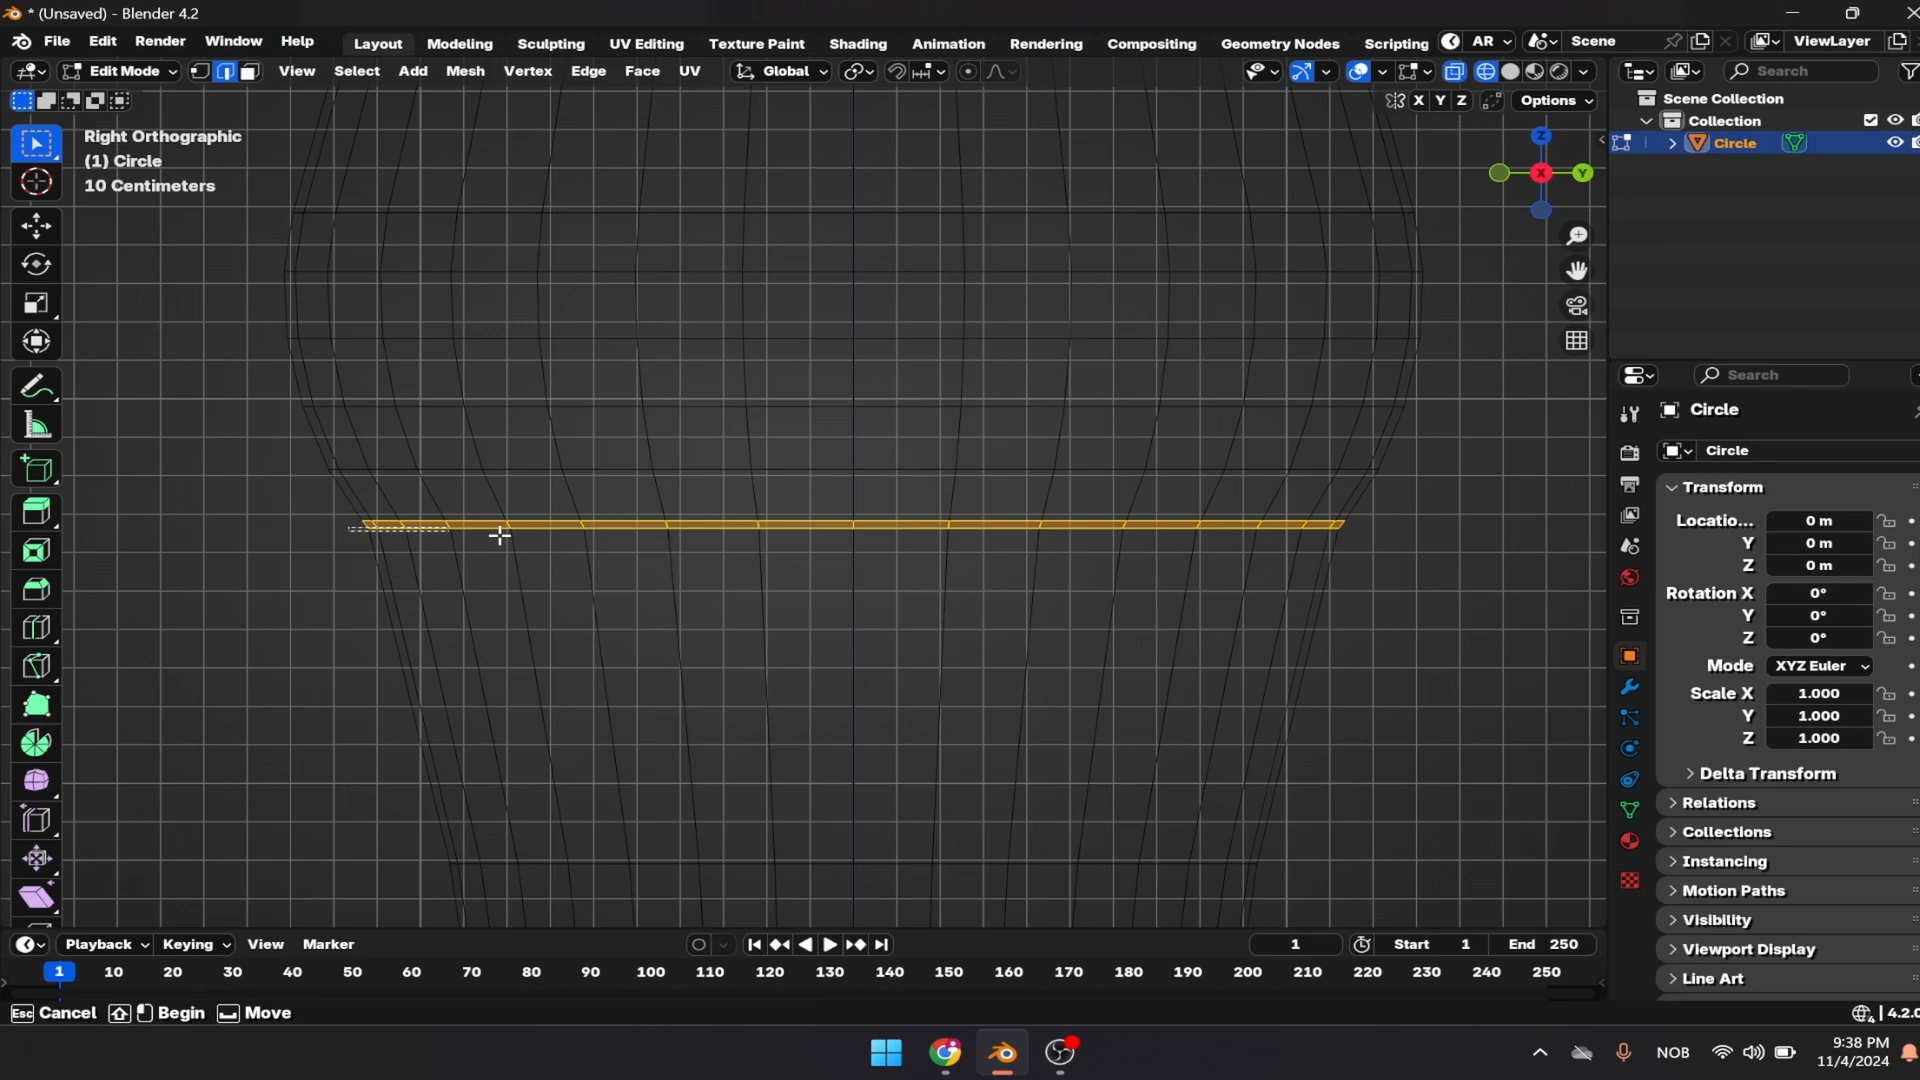 * (Unsaved) - Blender 4.2
File Edit Render Window Help Layout Modeling Sculpting UV Editing Texture Paint Shading Animation Rendering Compositing Geometry Nodes Scripting AR Scene ViewLayer
Edit Mode View Select Add Mesh Vertex Edge Face UV Global Search
X Y Z Options
Scene Collection
Collection
Circle
Right Orthographic
(1) Circle
10 Centimeters
Z
X
Y
Search
Circle
Circle
Transform
Locatio... 0 m
Y 0 m
Z 0 m
Rotation X 0°
Y 0°
Z 0°
Mode XYZ Euler
Scale X 1.000
Y 1.000
Z 1.000
Delta Transform
Relations
Collections
Instancing
Motion Paths
Visibility
Viewport Display
Line Art
Playback Keying View Marker 1 Start 1 End 250
1 10 20 30 40 50 60 70 80 90 100 110 120 130 140 150 160 170 180 190 200 210 220 230 240 250
Esc Cancel Begin Move 4.2.0
NOB 9:38 PM
11/4/2024